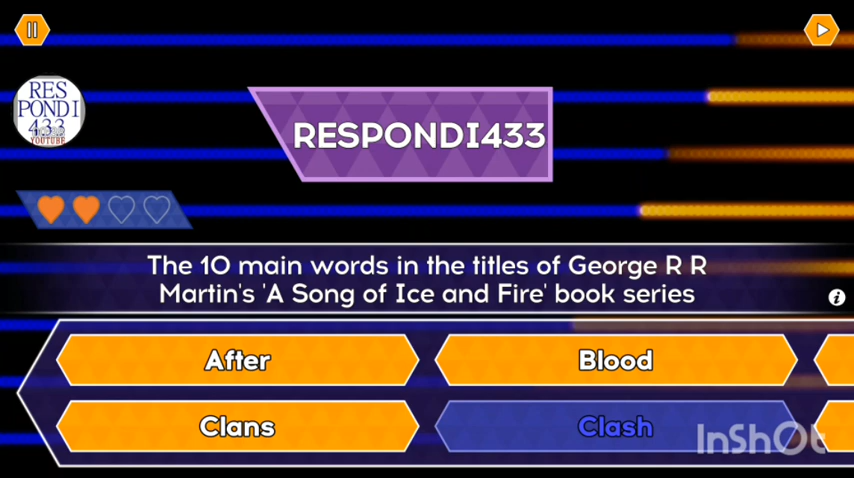 RES
PONDI
433
YOUTUBE
RESPONDI433
The 10 main words in the titles of George R R
Martin's 'A Song of Ice and Fire' book series
After
Blood
Clans
Clash
InShOt